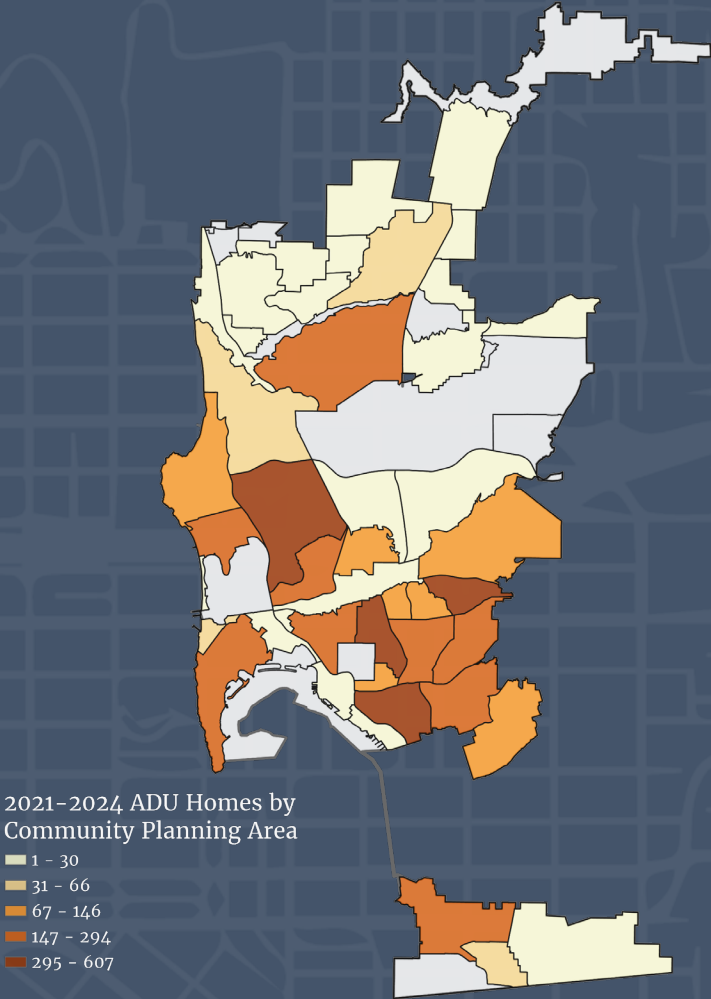 2021-2024 ADU Homes by
Community Planning Area
1 - 30
31 - 66
67 - 146
147 - 294
295 - 607